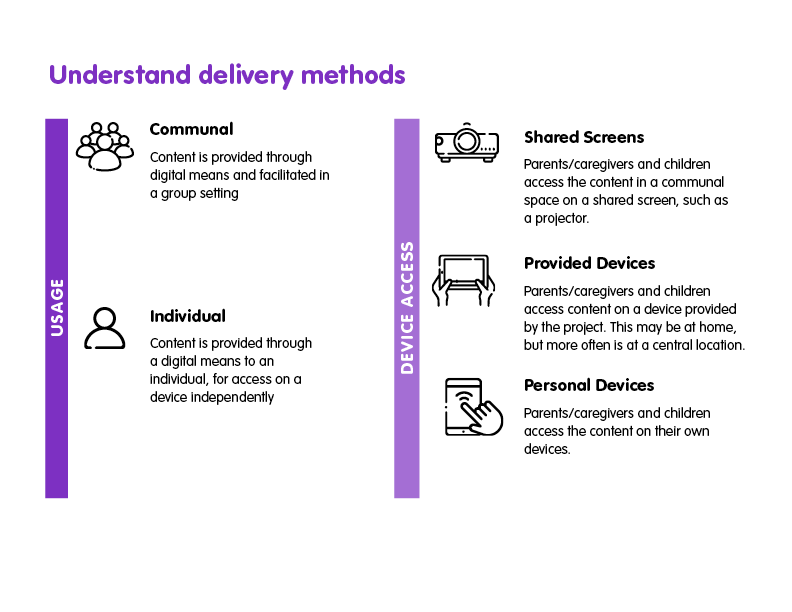 Understand delivery methods
USAGE
Communal
Content is provided through
digital means and facilitated in
a group setting
Individual
Content is provided through
a digital means to an
individual, for access on a
device independently
DEVICE ACCESS
Shared Screens
Parents/caregivers and children
access the content in a communal
space on a shared screen, such as
a projector.
Provided Devices
Parents/caregivers and children
access content on a device provided
by the project. This may be at home,
but more often is at a central location.
Personal Devices
Parents/caregivers and children
access the content on their own
devices.